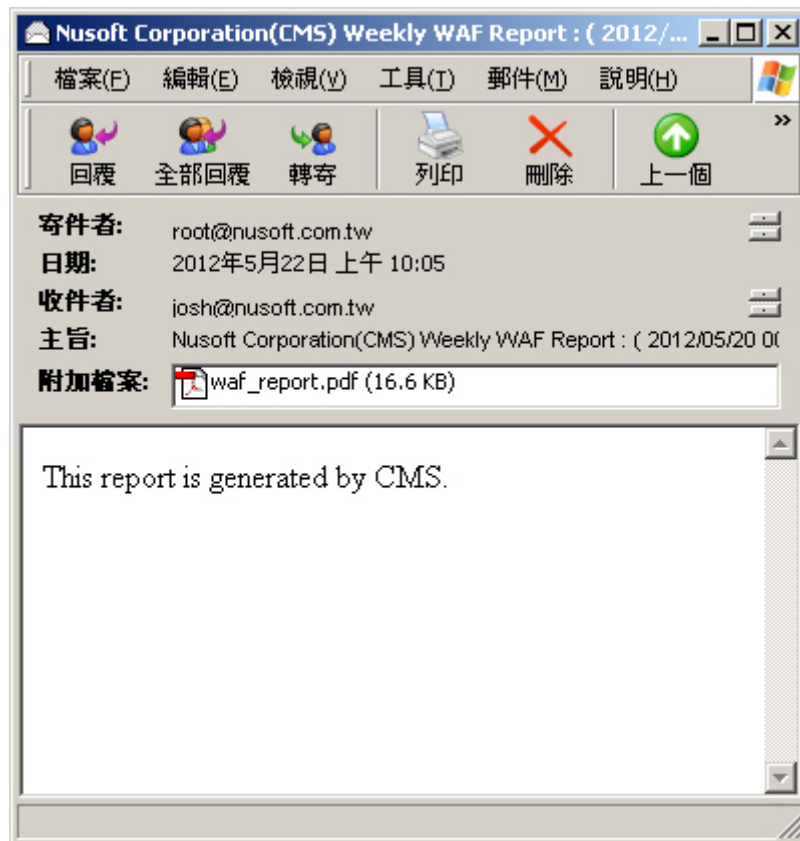 Nusoft Corporation(CMS) Weekly WAF Report : ( 2012/...
檔案(F) 編輯(E) 檢視(V) 工具(T) 郵件(M) 說明(H)
回覆 全部回覆 轉寄 列印 刪除 上一個 »
寄件者: root@nusoft.com.tw
日期: 2012年5月22日 上午 10:05
收件者: josh@nusoft.com.tw
主旨: Nusoft Corporation(CMS) Weekly WAF Report : ( 2012/05/20 00
附加檔案: waf_report.pdf (16.6 KB)
This report is generated by CMS.